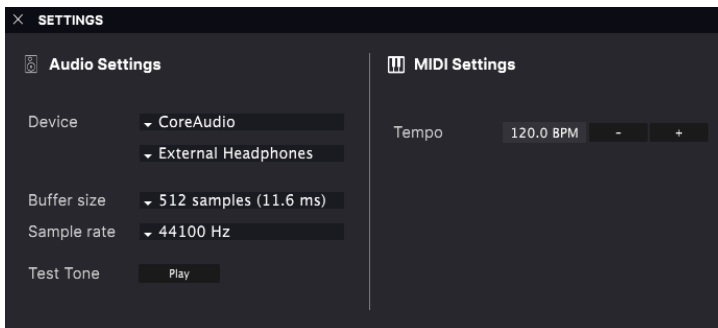 SETTINGS
Audio Settings
Device
CoreAudio
External Headphones
Buffer size
512 samples (11.6 ms)
Sample rate
44100 Hz
Test Tone
Play
MIDI Settings
Tempo
120.0 BPM
-
+